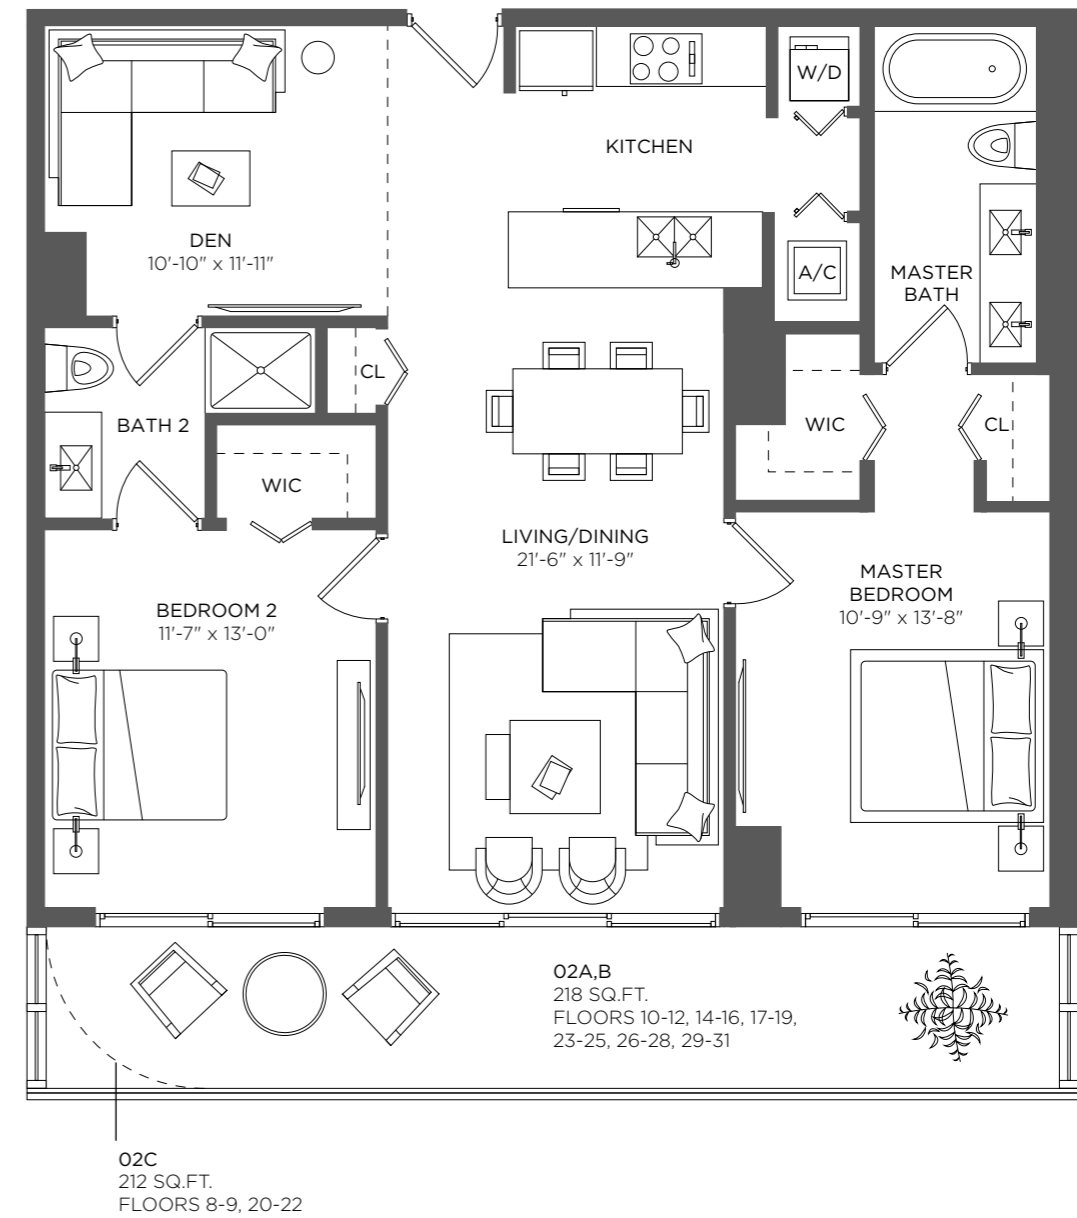 W/D
KITCHEN
DEN
10'-10" x 11'-11"
A/C
MASTER
BATH
CL
BATH 2
WIC
WIC
CL
LIVING/DINING
21'-6" x 11'-9"
MASTER
BEDROOM
10'-9" x 13'-8"
BEDROOM 2
11'-7" x 13'-0"
02A,B
218 SQ.FT.
FLOORS 10-12, 14-16, 17-19,
23-25, 26-28, 29-31
02C
212 SQ.FT.
FLOORS 8-9, 20-22